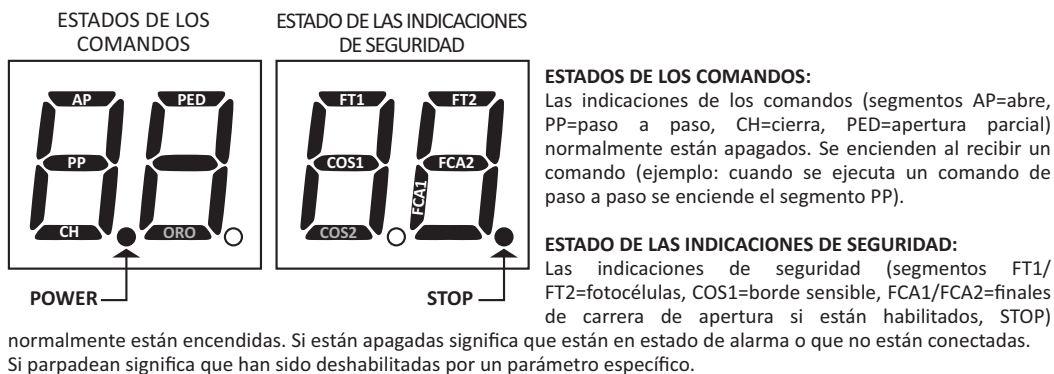 ESTADOS DE LOS
COMANDOS
ESTADO DE LAS INDICACIONES
DE SEGURIDAD
AP
PED
PP
CH
ORO
POWER
FT1
FT2
COS1
FCA2
FCA1
COS2
STOP
ESTADOS DE LOS COMANDOS:
Las indicaciones de los comandos (segmentos AP=abre,
PP=paso a paso, CH=cierra, PED=apertura parcial)
normalmente están apagados. Se encienden al recibir un
comando (ejemplo: cuando se ejecuta un comando de
paso a paso se enciende el segmento PP).
ESTADO DE LAS INDICACIONES DE SEGURIDAD:
Las indicaciones de seguridad (segmentos FT1/
FT2=fotocélulas, COS1=borde sensible, FCA1/FCA2=finales
de carrera de apertura si están habilitados, STOP)
normalmente están encendidas. Si están apagadas significa que están en estado de alarma o que no están conectadas.
Si parpadean significa que han sido deshabilitadas por un parámetro específico.